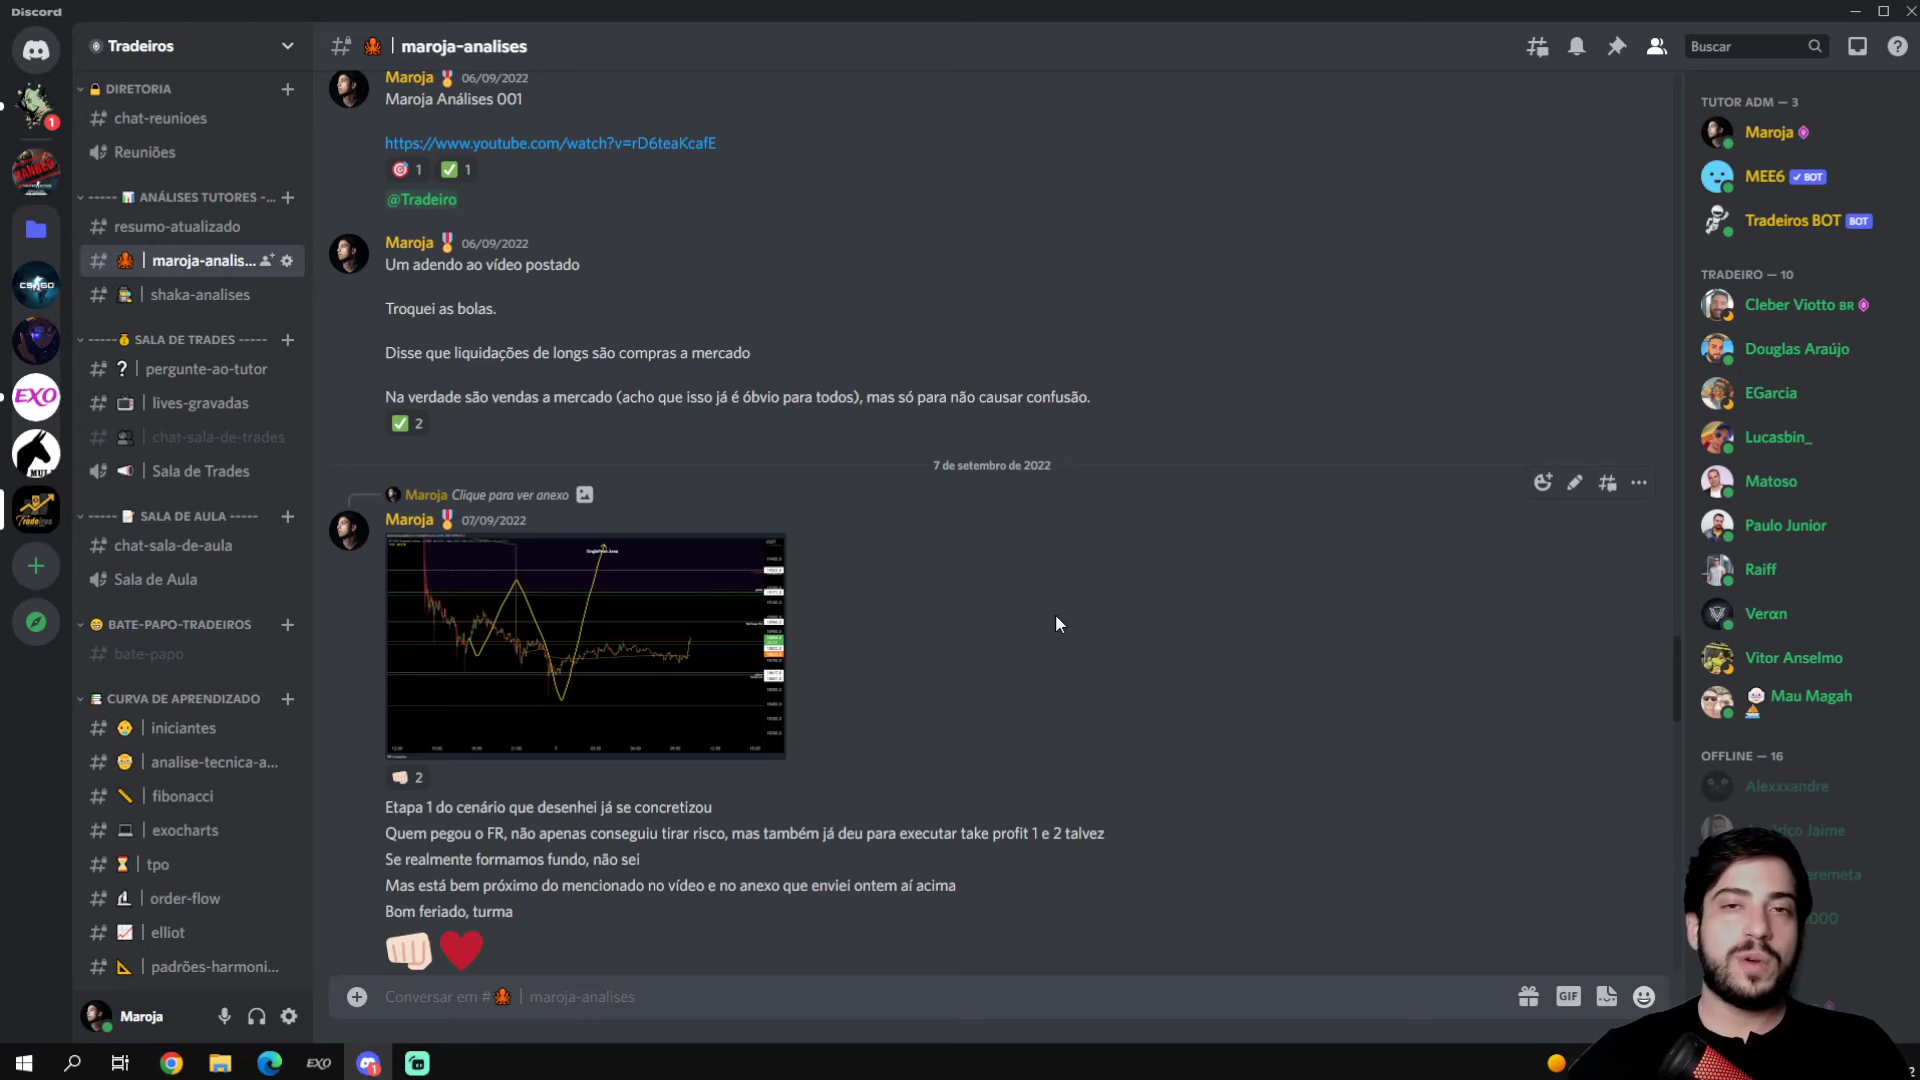 Discord
Tradeiros
DIRETORIA
chat-reunioes
Reuniões
----- ANÁLISES TUTORES -...
resumo-atualizado
| maroja-analis...
| shaka-analises
----- SALA DE TRADES -----
| pergunte-ao-tutor
| lives-gravadas
| chat-sala-de-trades
| Sala de Trades
----- SALA DE AULA -----
chat-sala-de-aula
Sala de Aula
BATE-PAPO-TRADEIROS
bate-papo
CURVA DE APRENDIZADO
| iniciantes
| analise-tecnica-a...
| fibonacci
| exocharts
| tpo
| order-flow
| elliot
| padrões-harmoni...
Maroja
1
BANNED
CS:GO
EXO
MULE
Tradeiros
| maroja-analises
Buscar
Maroja 06/09/2022
Maroja Análises 001
https://www.youtube.com/watch?v=rD6teaKcafE
1 1
@Tradeiro
Maroja 06/09/2022
Um adendo ao vídeo postado
Troquei as bolas.
Disse que liquidações de longs são compras a mercado
Na verdade são vendas a mercado (acho que isso já é óbvio para todos), mas só para não causar confusão.
2
7 de setembro de 2022
Maroja Clique para ver anexo
Maroja 07/09/2022
2
Etapa 1 do cenário que desenhei já se concretizou
Quem pegou o FR, não apenas conseguiu tirar risco, mas também já deu para executar take profit 1 e 2 talvez
Se realmente formamos fundo, não sei
Mas está bem próximo do mencionado no vídeo e no anexo que enviei ontem aí acima
Bom feriado, turma
Conversar em # | maroja-analises
GIF
TUTOR ADM — 3
Maroja
MEE6 ✓ BOT
Tradeiros BOT BOT
TRADEIRO — 10
Cleber Viotto BR
Douglas Araújo
EGarcia
Lucasbin_
Matoso
Paulo Junior
Raiff
Verαn
Vitor Anselmo
Mau Magah
OFFLINE — 16
Alexxxandre
Jaime
EXO
1